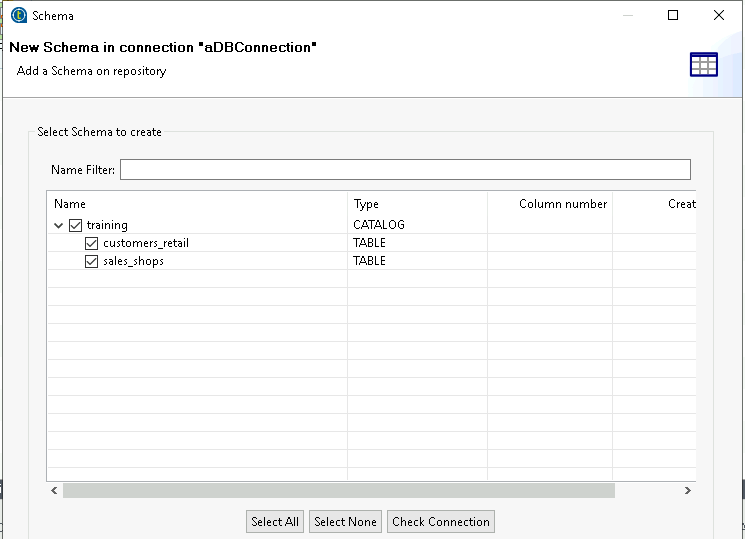 Schema
New Schema in connection "aDBConnection"
Add a Schema on repository
Select Schema to create
Name Filter:
Name Type Column number Creat
training CATALOG
customers_retail TABLE
sales_shops TABLE
Select All Select None Check Connection